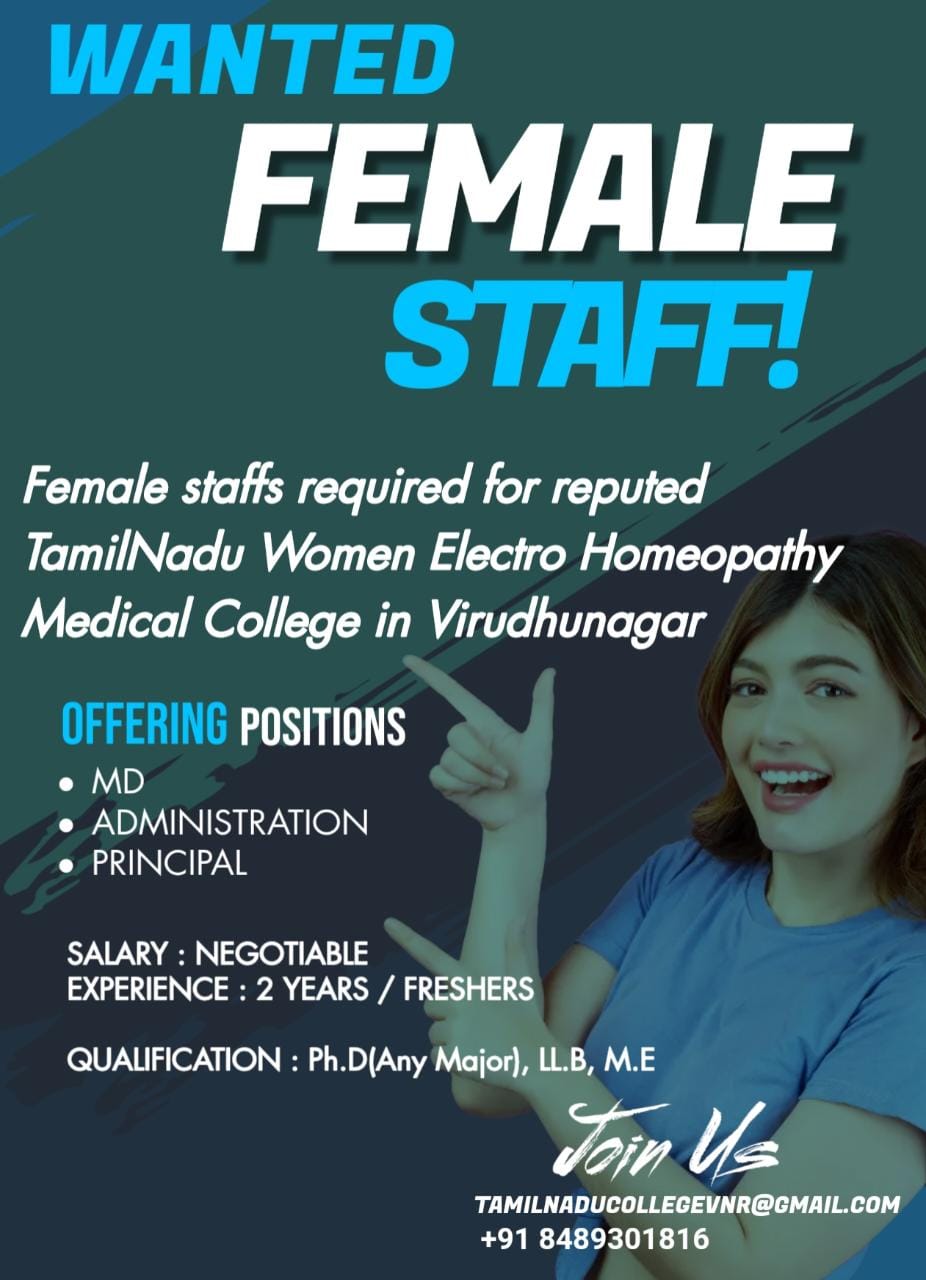 WANTED
FEMALE
STAFF!
Female staffs required for reputed
TamilNadu Women Electro Homeopathy
Medical College in Virudhunagar
OFFERING POSITIONS
• MD
• ADMINISTRATION
• PRINCIPAL
SALARY : NEGOTIABLE
EXPERIENCE : 2 YEARS / FRESHERS
QUALIFICATION : Ph.D(Any Major), LL.B, M.E
Join Us
TAMILNADUCOLLEGEVNR@GMAIL.COM
+91 8489301816